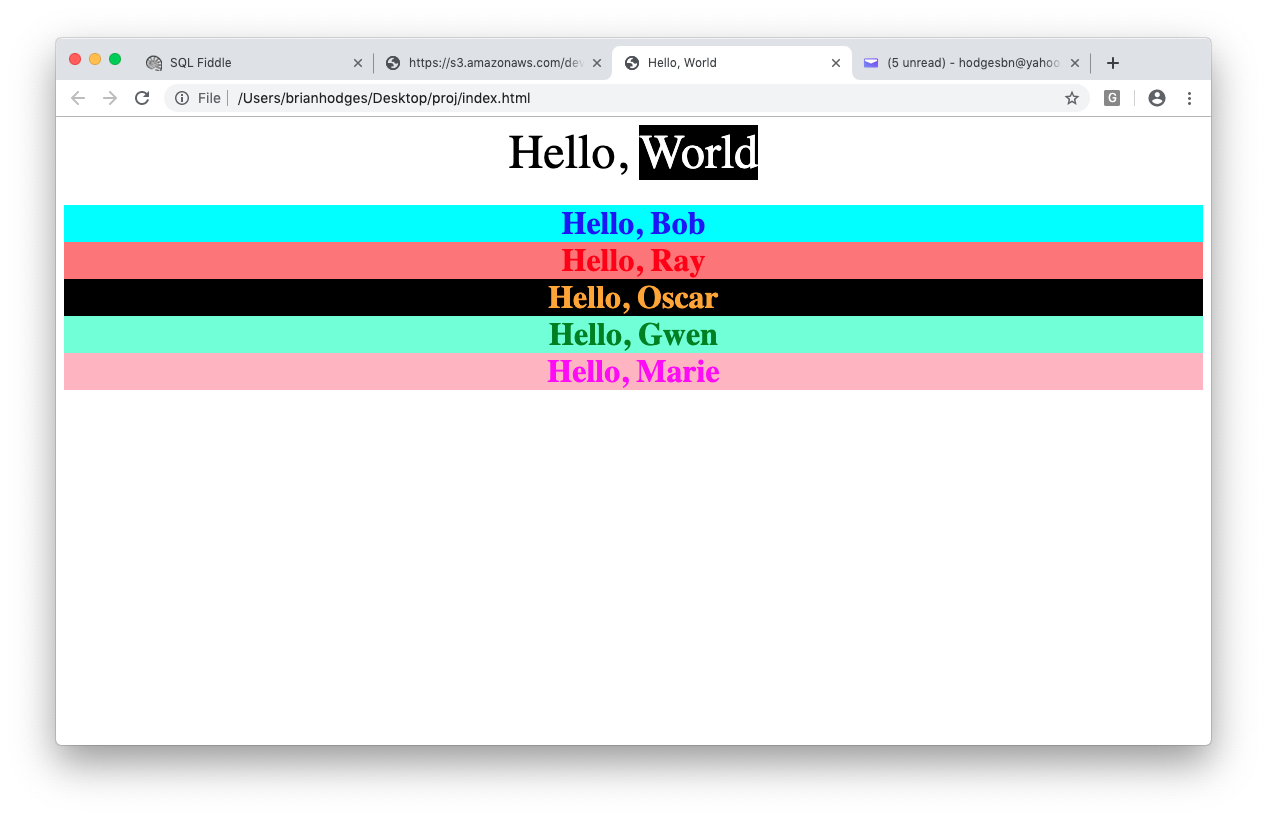 SQL Fiddle
https://s3.amazonaws.com/dev
Hello, World
(5 unread) - hodgesbn@yahoo
File
/Users/brianhodges/Desktop/proj/index.html
G
Hello, World
Hello, Bob
Hello, Ray
Hello, Oscar
Hello, Gwen
Hello, Marie